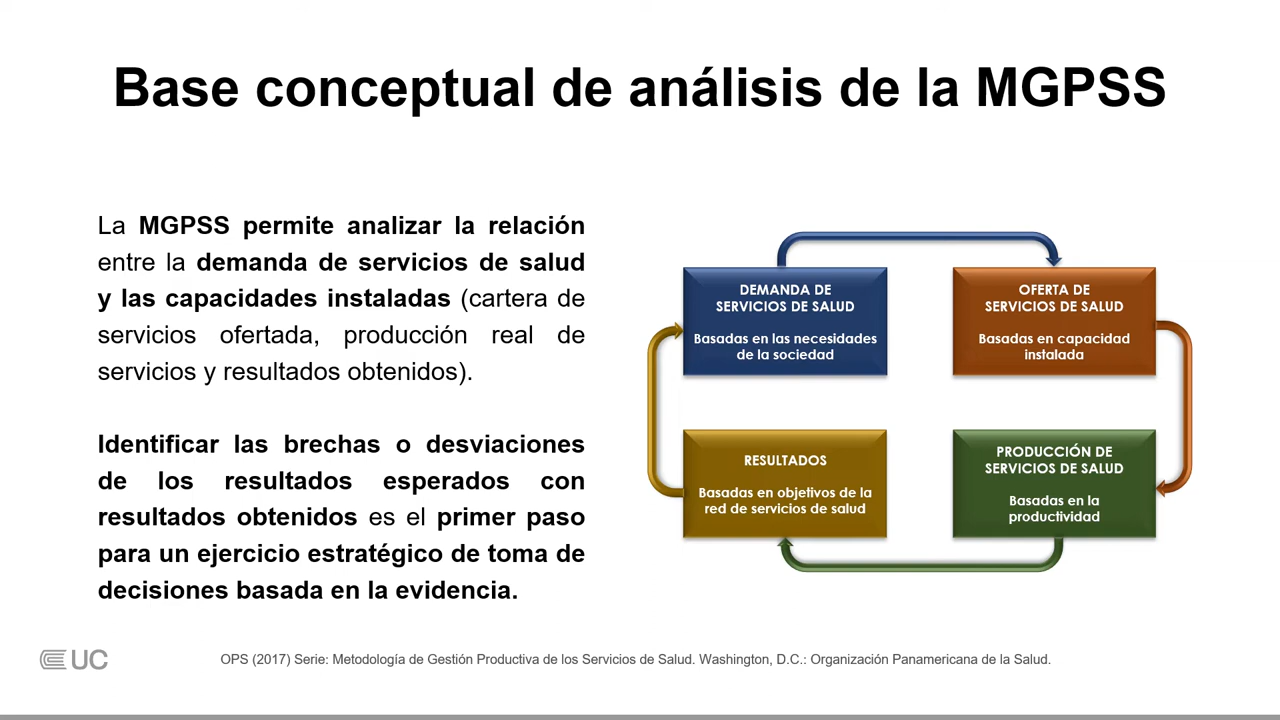 Base conceptual de análisis de la MGPSS
La MGPSS permite analizar la relación
entre la demanda de servicios de salud
y las capacidades instaladas (cartera de
servicios ofertada, producción real de
servicios y resultados obtenidos).
Identificar las brechas o desviaciones
de los resultados esperados con
resultados obtenidos es el primer paso
para un ejercicio estratégico de toma de
decisiones basada en la evidencia.
DEMANDA DE
SERVICIOS DE SALUD
Basadas en las necesidades
de la sociedad
OFERTA DE
SERVICIOS DE SALUD
Basadas en capacidad
instalada
RESULTADOS
Basadas en objetivos de la
red de servicios de salud
PRODUCCIÓN DE
SERVICIOS DE SALUD
Basadas en la
productividad
UC
OPS (2017) Serie: Metodología de Gestión Productiva de los Servicios de Salud. Washington, D.C.: Organización Panamericana de la Salud.